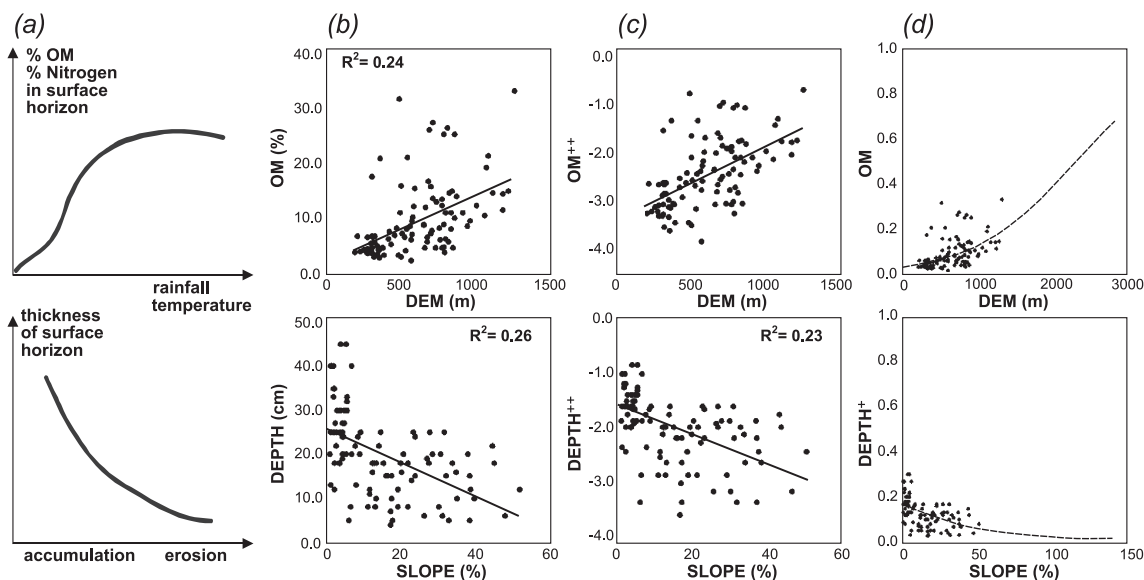 (a)
(b)
(c)
(d)
% OM
% Nitrogen
in surface
horizon
rainfall
temperature
40.0
30.0
20.0
10.0
0.0
OM (%)
R²= 0.24
0
500
1000
1500
DEM (m)
0.0
-1.0
-2.0
-3.0
-4.0
OM⁺⁺
0
500
1000
1500
DEM (m)
1.0
0.8
0.6
0.4
0.2
0.0
OM
0
1000
2000
3000
DEM (m)
thickness
of surface
horizon
accumulation
erosion
60.0
50.0
40.0
30.0
20.0
10.0
0.0
DEPTH (cm)
R²= 0.26
0
20
40
60
SLOPE (%)
0.0
-1.0
-2.0
-3.0
-4.0
DEPTH⁺⁺
R²= 0.23
0
20
40
60
SLOPE (%)
1.0
0.8
0.6
0.4
0.2
0.0
DEPTH⁺
0
50
100
150
SLOPE (%)